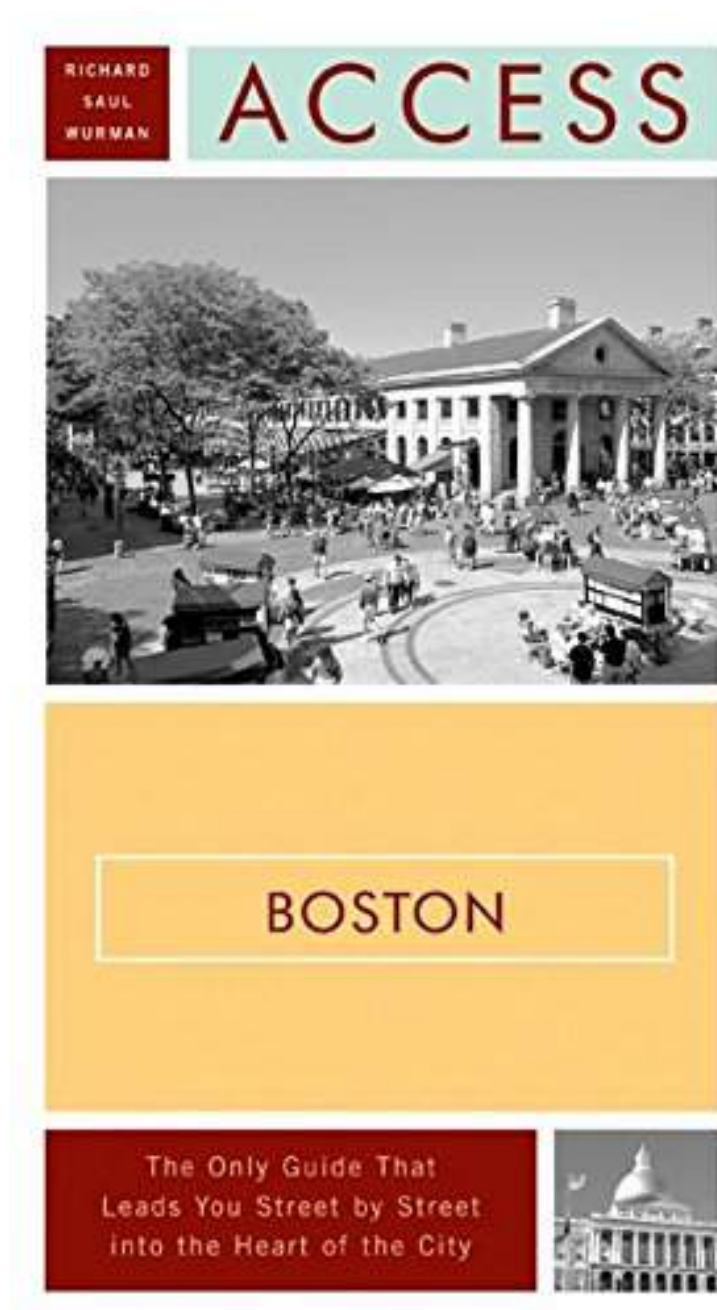 RICHARD
SAUL
WURMAN
ACCESS
BOSTON
The Only Guide That
Leads You Street by Street
into the Heart of the City